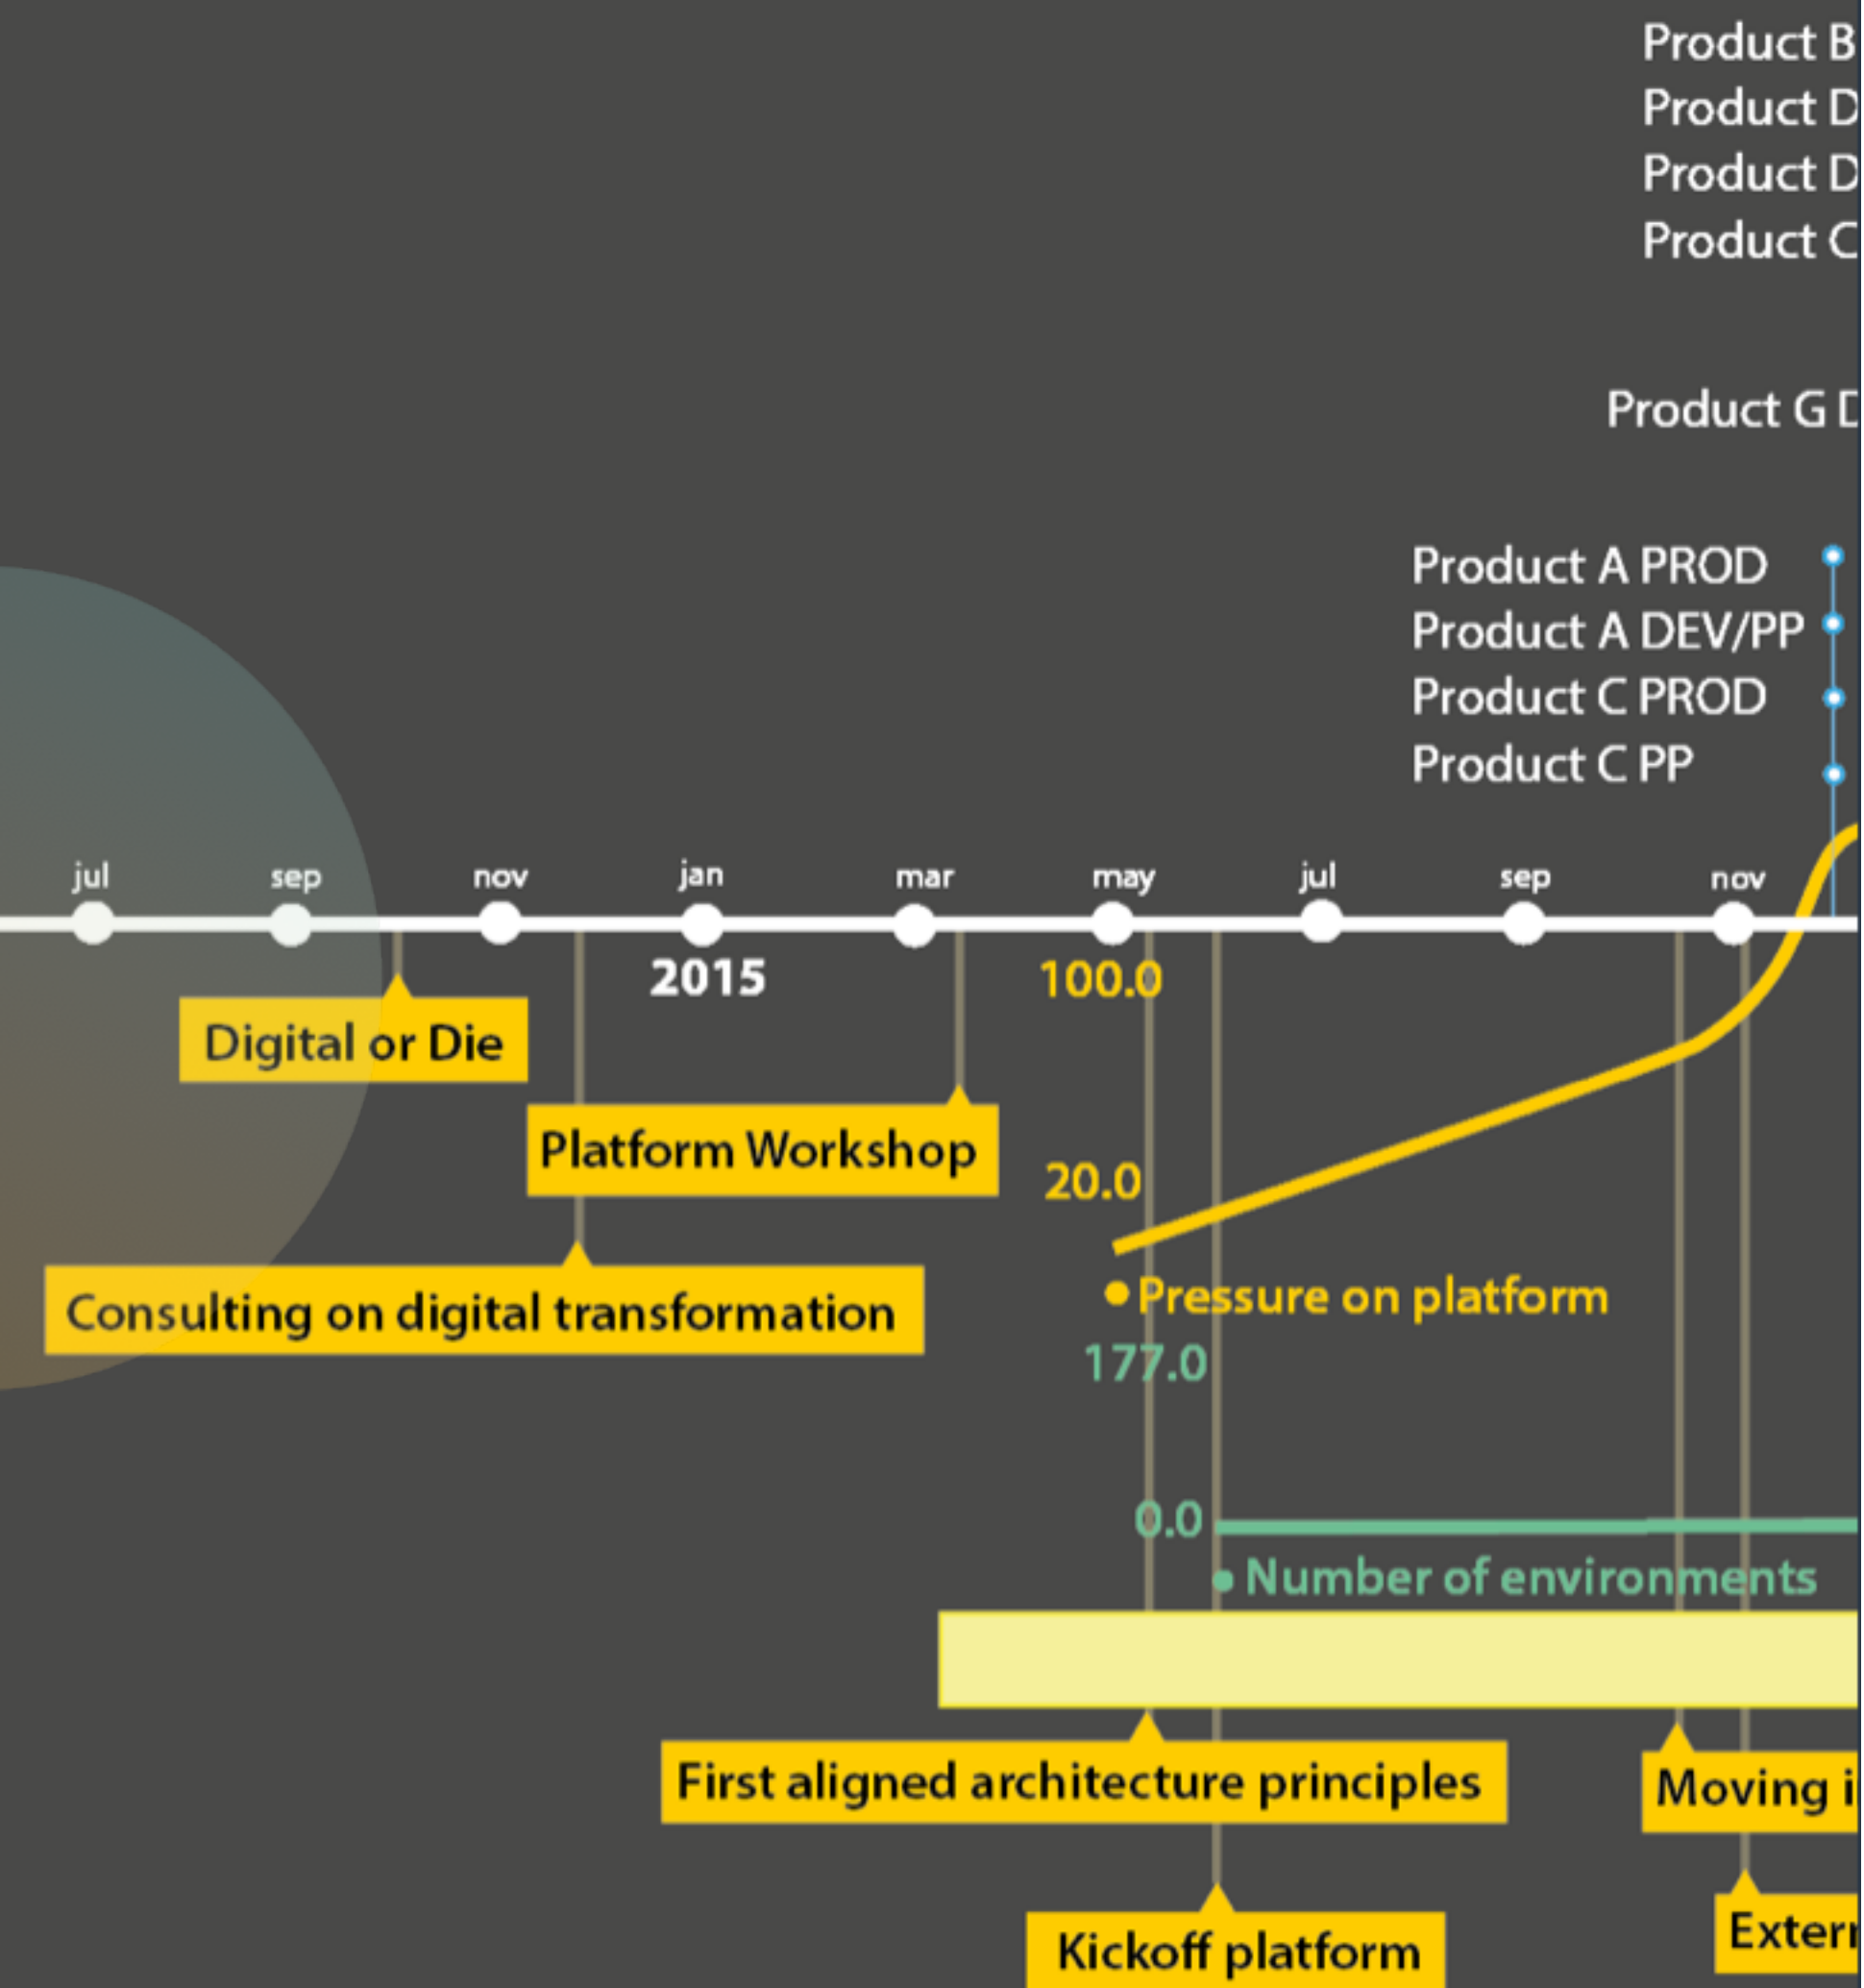 Product B
Product D
Product D
Product C
Product G
Product A PROD
Product A DEV/PP
Product C PROD
Product C PP
jul sep nov jan mar may jul sep nov
2015
100.0
Digital or Die
Platform Workshop
20.0
Consulting on digital transformation
Pressure on platform
177.0
0.0
Number of environments
First aligned architecture principles
Moving
Kickoff platform